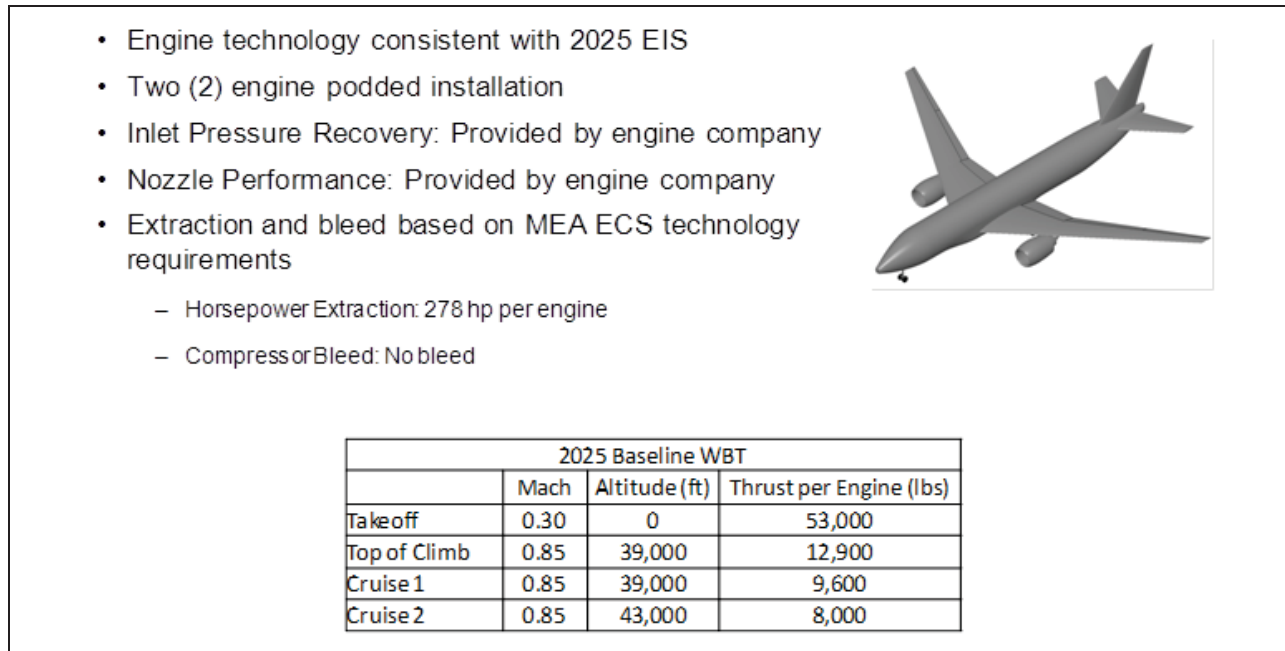 • Engine technology consistent with 2025 EIS
• Two (2) engine podded installation
• Inlet Pressure Recovery: Provided by engine company
• Nozzle Performance: Provided by engine company
• Extraction and bleed based on MEA ECS technology
requirements
– Horsepower Extraction: 278 hp per engine
– Compressor Bleed: No bleed
2025 Baseline WBT
Mach Altitude (ft) Thrust per Engine (lbs)
Takeoff 0.30 0 53,000
Top of Climb 0.85 39,000 12,900
Cruise 1 0.85 39,000 9,600
Cruise 2 0.85 43,000 8,000